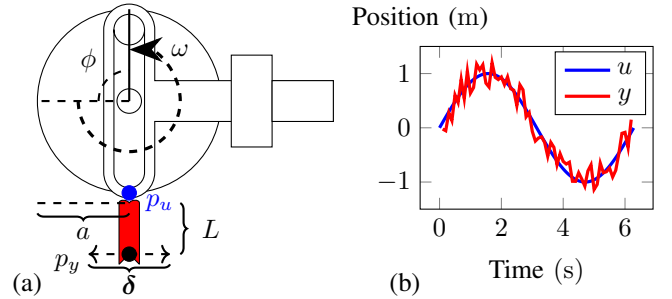 ϕ
ω
p_u
a
L
p_y
δ
(a)
Position (m)
u
y
1
0
−1
0
2
4
6
Time (s)
(b)